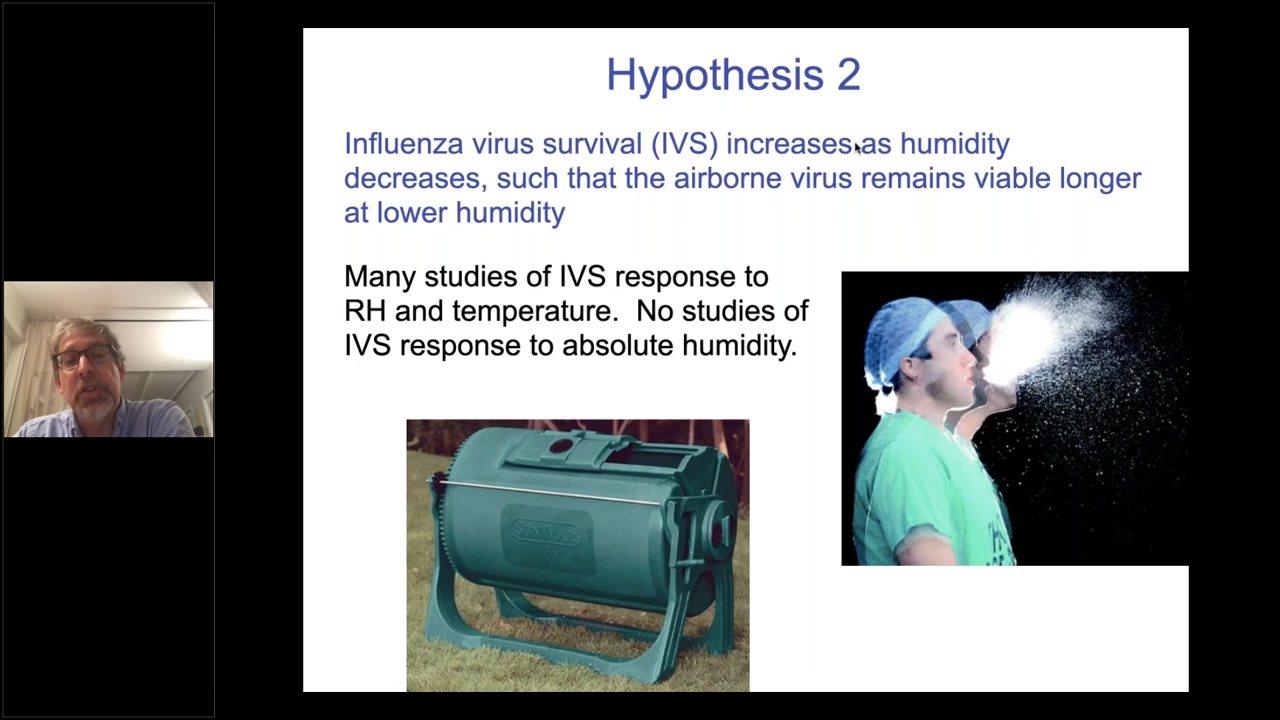 Hypothesis 2
Influenza virus survival (IVS) increases as humidity
decreases, such that the airborne virus remains viable longer
at lower humidity
Many studies of IVS response to
RH and temperature.  No studies of
IVS response to absolute humidity.
SUN-MAR